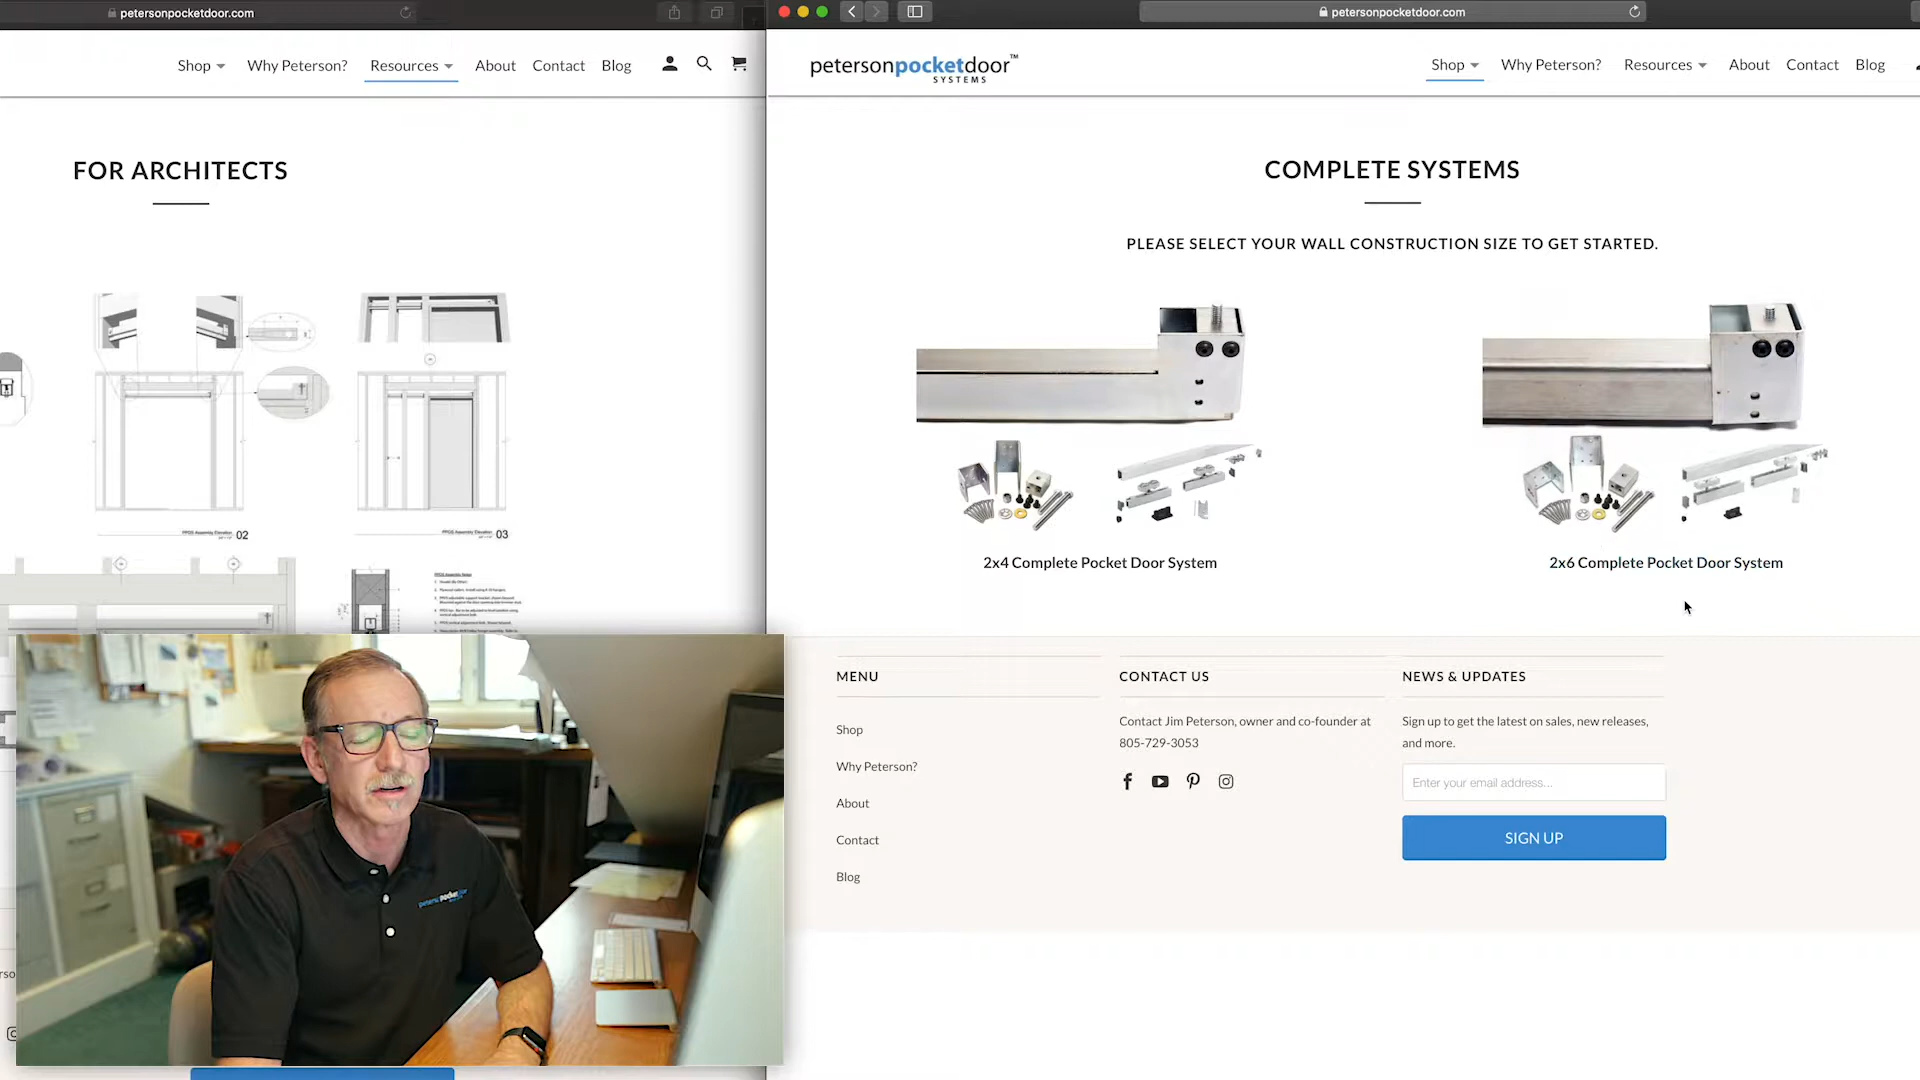 petersonpocketdoor.com
Shop
Why Peterson?
Resources
About
Contact
Blog
FOR ARCHITECTS
02
03
petersonpocketdoor.com
petersonpocketdoor™
SYSTEMS
Shop
Why Peterson?
Resources
About
Contact
Blog
COMPLETE SYSTEMS
PLEASE SELECT YOUR WALL CONSTRUCTION SIZE TO GET STARTED.
2x4 Complete Pocket Door System
2x6 Complete Pocket Door System
MENU
Shop
Why Peterson?
About
Contact
Blog
CONTACT US
Contact Jim Peterson, owner and co-founder at
805-729-3053
NEWS & UPDATES
Sign up to get the latest on sales, new releases,
and more.
Enter your email address...
SIGN UP